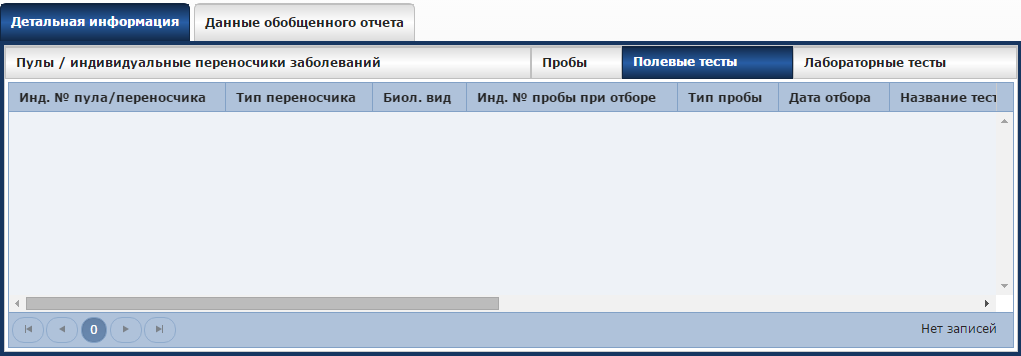 Детальная информация Данные обобщенного отчета
Пулы / индивидуальные переносчики заболеваний Пробы Полевые тесты Лабораторные тесты
Инд. № пула/переносчика Тип переносчика Биол. вид Инд. № пробы при отборе Тип пробы Дата отбора Название тест
0 Нет записей